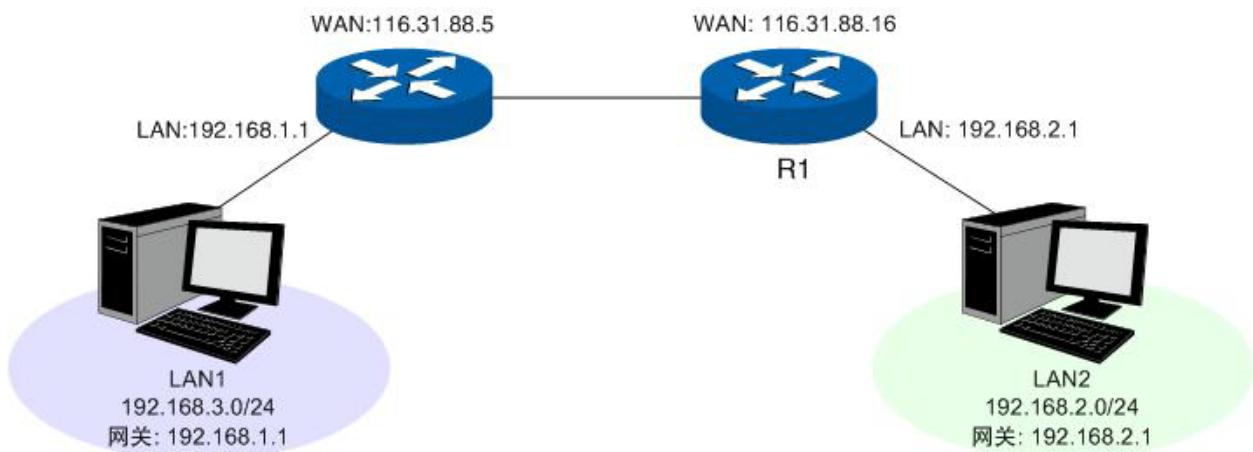 WAN:116.31.88.5
WAN: 116.31.88.16
LAN:192.168.1.1
LAN: 192.168.2.1
R1
LAN1
192.168.3.0/24
网关: 192.168.1.1
LAN2
192.168.2.0/24
网关: 192.168.2.1